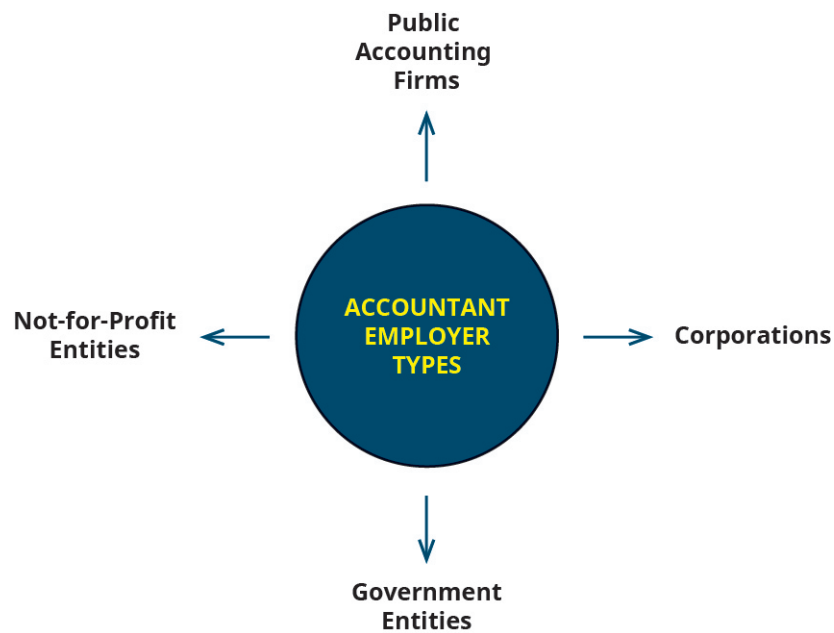 Public
Accounting
Firms
ACCOUNTANT
EMPLOYER
TYPES
Not-for-Profit
Entities
Corporations
Government
Entities